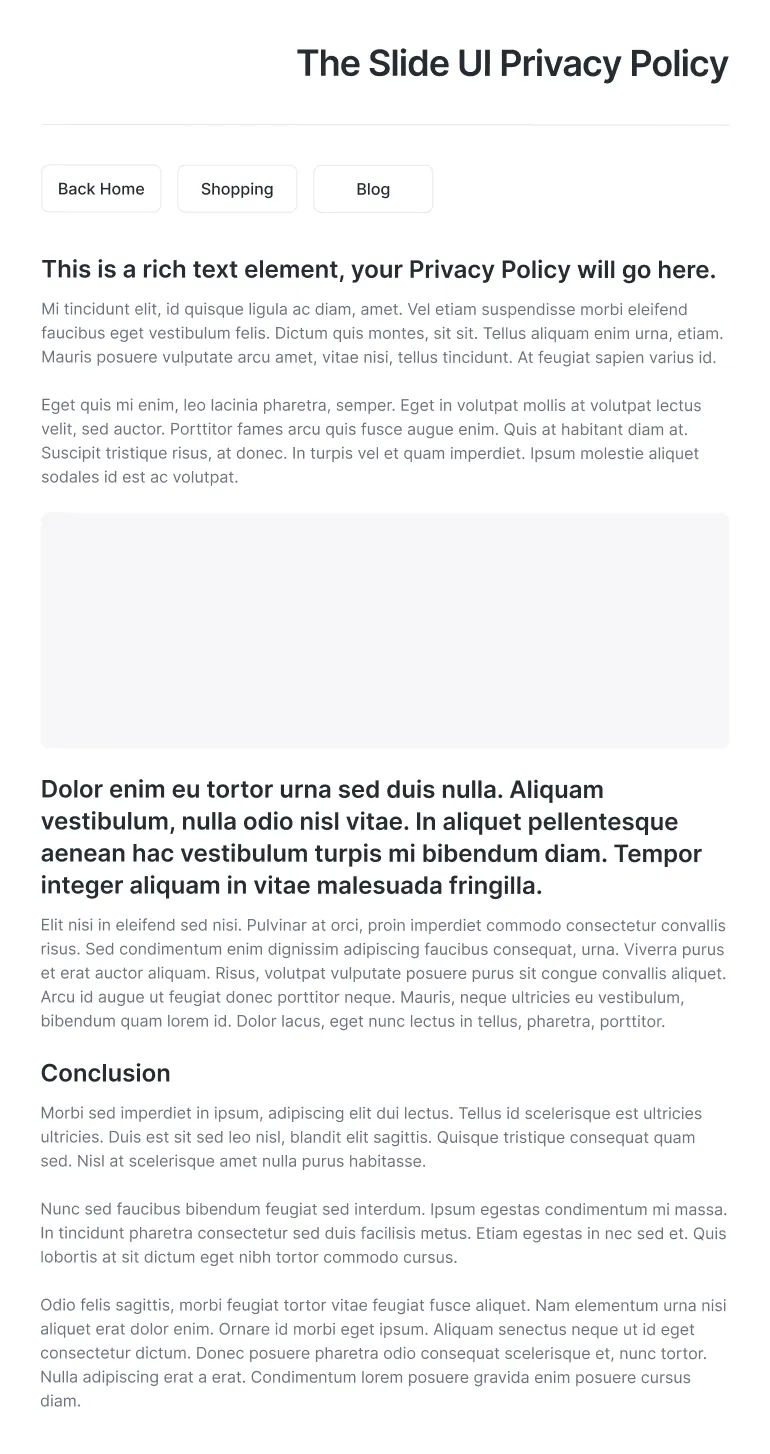 The Slide UI Privacy Policy
Back Home
Shopping
Blog
This is a rich text element, your Privacy Policy will go here.
Mi tincidunt elit, id quisque ligula ac diam, amet. Vel etiam suspendisse morbi eleifend
faucibus eget vestibulum felis. Dictum quis montes, sit sit. Tellus aliquam enim urna, etiam.
Mauris posuere vulputate arcu amet, vitae nisi, tellus tincidunt. At feugiat sapien varius id.
Eget quis mi enim, leo lacinia pharetra, semper. Eget in volutpat mollis at volutpat lectus
velit, sed auctor. Porttitor fames arcu quis fusce augue enim. Quis at habitant diam at.
Suscipit tristique risus, at donec. In turpis vel et quam imperdiet. Ipsum molestie aliquet
sodales id est ac volutpat.
Dolor enim eu tortor urna sed duis nulla. Aliquam
vestibulum, nulla odio nisl vitae. In aliquet pellentesque
aenean hac vestibulum turpis mi bibendum diam. Tempor
integer aliquam in vitae malesuada fringilla.
Elit nisi in eleifend sed nisi. Pulvinar at orci, proin imperdiet commodo consectetur convallis
risus. Sed condimentum enim dignissim adipiscing faucibus consequat, urna. Viverra purus
et erat auctor aliquam. Risus, volutpat vulputate posuere purus sit congue convallis aliquet.
Arcu id augue ut feugiat donec porttitor neque. Mauris, neque ultricies eu vestibulum,
bibendum quam lorem id. Dolor lacus, eget nunc lectus in tellus, pharetra, porttitor.
Conclusion
Morbi sed imperdiet in ipsum, adipiscing elit dui lectus. Tellus id scelerisque est ultricies
ultricies. Duis est sit sed leo nisl, blandit elit sagittis. Quisque tristique consequat quam
sed. Nisl at scelerisque amet nulla purus habitasse.
Nunc sed faucibus bibendum feugiat sed interdum. Ipsum egestas condimentum mi massa.
In tincidunt pharetra consectetur sed duis facilisis metus. Etiam egestas in nec sed et. Quis
lobortis at sit dictum eget nibh tortor commodo cursus.
Odio felis sagittis, morbi feugiat tortor vitae feugiat fusce aliquet. Nam elementum urna nisi
aliquet erat dolor enim. Ornare id morbi eget ipsum. Aliquam senectus neque ut id eget
consectetur dictum. Donec posuere pharetra odio consequat scelerisque et, nunc tortor.
Nulla adipiscing erat a erat. Condimentum lorem posuere gravida enim posuere cursus
diam.